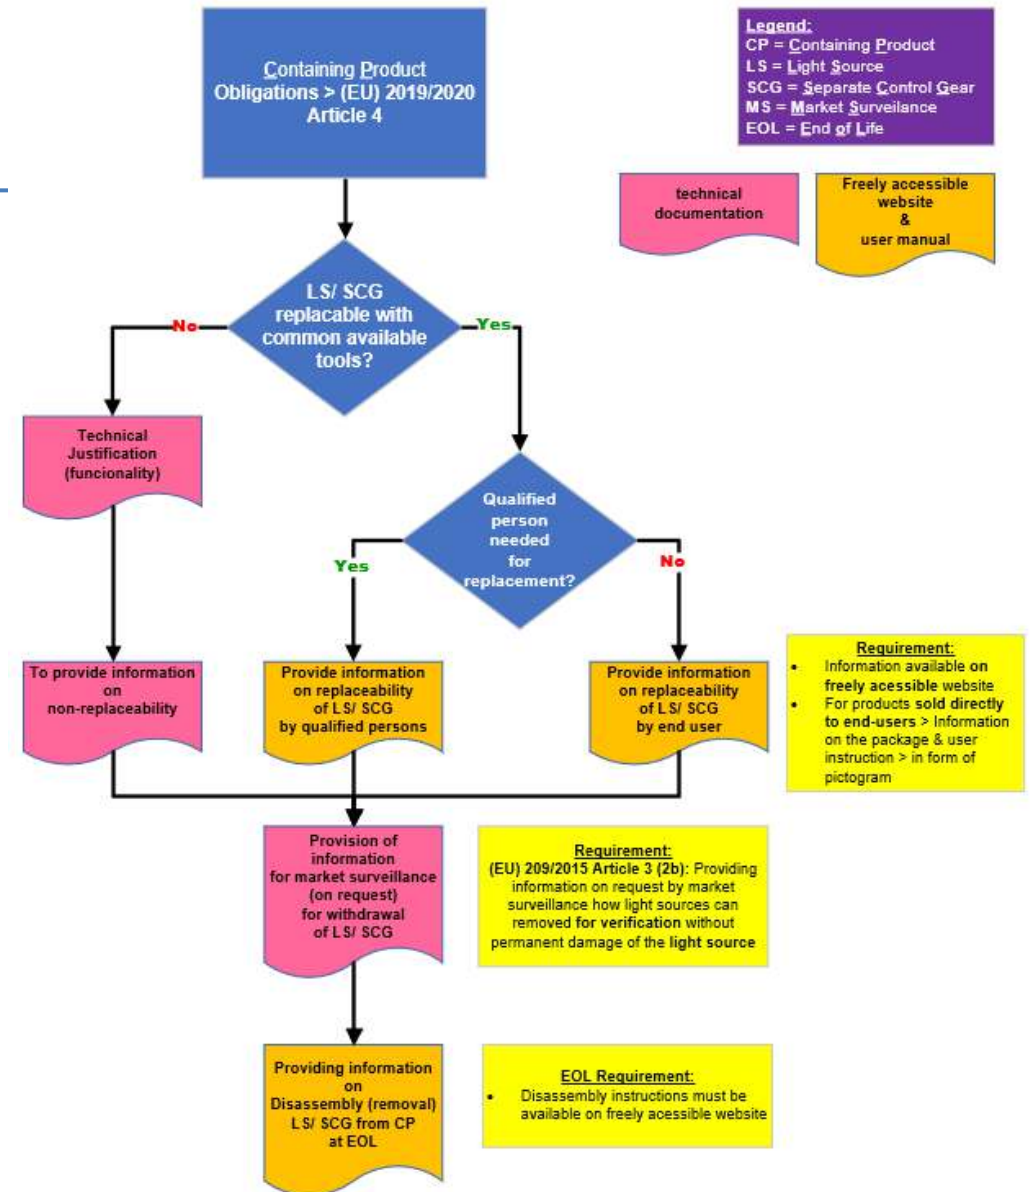 Containing Product
Obligations > (EU) 2019/2020
Article 4
Legend:
CP = Containing Product
LS = Light Source
SCG = Separate Control Gear
MS = Market Surveilance
EOL = End of Life
technical
documentation
Freely accessible
website
&
user manual
LS/ SCG
replacable with
common available
tools?
No
Yes
Technical
Justification
(funcionality)
Qualified
person
needed
for
replacement?
Yes
No
To provide information
on
non-replaceability
Provide information
on replaceability
of LS/ SCG
by qualified persons
Provide information
on replaceability
of LS/ SCG
by end user
Requirement:
• Information available on
freely acessible website
• For products sold directly
to end-users > Information
on the package & user
instruction > in form of
pictogram
Provision of
information
for market surveillance
(on request)
for withdrawal
of LS/ SCG
Requirement:
(EU) 209/2015 Article 3 (2b): Providing
information on request by market
surveillance how light sources can
removed for verification without
permanent damage of the light source
Providing information
on
Disassembly (removal)
LS/ SCG from CP
at EOL
EOL Requirement:
• Disassembly instructions must be
available on freely acessible website